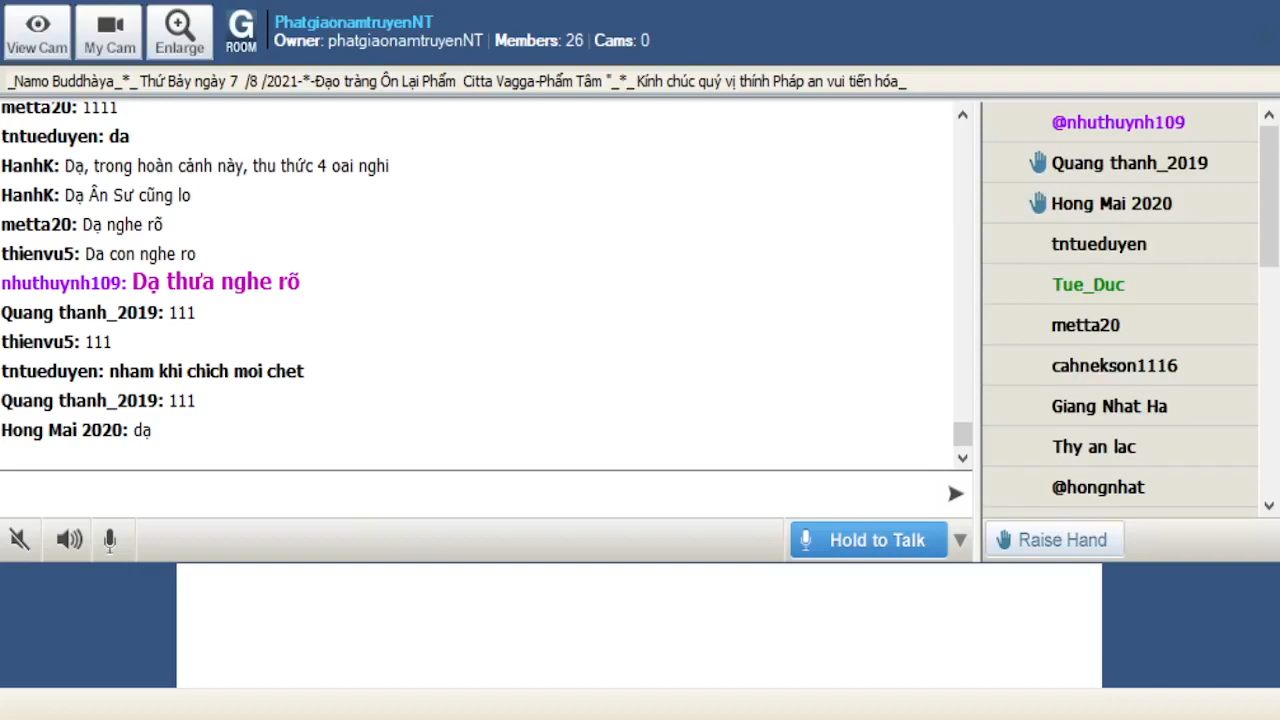 View Cam
My Cam
Enlarge
G
ROOM
PhatgiaonamtruyenNT
Owner: phatgiaonamtruyenNT | Members: 26 | Cams: 0
_Namo Buddhàya_*_ Thứ Bảy ngày 7 /8 /2021-*-Đạo tràng Ôn Lại Phẩm Citta Vagga-Phẩm Tâm "_*_ Kính chúc quý vị thính Pháp an vui tiến hóa_
metta20: 1111
tntueduyen: da
HanhK: Dạ, trong hoàn cảnh này, thu thức 4 oai nghi
HanhK: Dạ Ân Sư cũng lo
metta20: Dạ nghe rõ
thienvu5: Da con nghe ro
nhuthuynh109: Dạ thưa nghe rõ
Quang thanh_2019: 111
thienvu5: 111
tntueduyen: nham khi chich moi chet
Quang thanh_2019: 111
Hong Mai 2020: dạ
@nhuthuynh109
Quang thanh_2019
Hong Mai 2020
tntueduyen
Tue_Duc
metta20
cahnekson1116
Giang Nhat Ha
Thy an lac
@hongnhat
Hold to Talk
Raise Hand